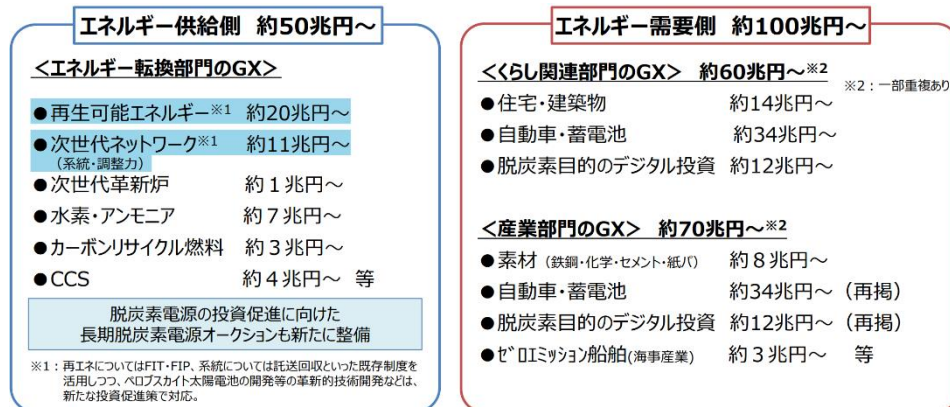 エネルギー供給側 約50兆円～
＜エネルギー転換部門のGX＞
●再生可能エネルギー※1 約20兆円～
●次世代ネットワーク※1 約11兆円～
（系統・調整力）
●次世代革新炉 約１兆円～
●水素・アンモニア 約７兆円～
●カーボンリサイクル燃料 約３兆円～
●CCS 約４兆円～ 等
脱炭素電源の投資促進に向けた
長期脱炭素電源オークションも新たに整備
※1：再エネについてはFIT・FIP、系統については託送回収といった既存制度を
活用しつつ、ペロブスカイト太陽電池の開発等の革新的技術開発などは、
新たな投資促進策で対応。
エネルギー需要側 約100兆円～
＜くらし関連部門のGX＞ 約60兆円～※2
※2：一部重複あり
●住宅・建築物 約14兆円～
●自動車・蓄電池 約34兆円～
●脱炭素目的のデジタル投資 約12兆円～
＜産業部門のGX＞ 約70兆円～※2
●素材（鉄鋼・化学・セメント・紙パ） 約８兆円～
●自動車・蓄電池 約34兆円～（再掲）
●脱炭素目的のデジタル投資 約12兆円～（再掲）
●ゼロエミッション船舶(海事産業) 約３兆円～ 等